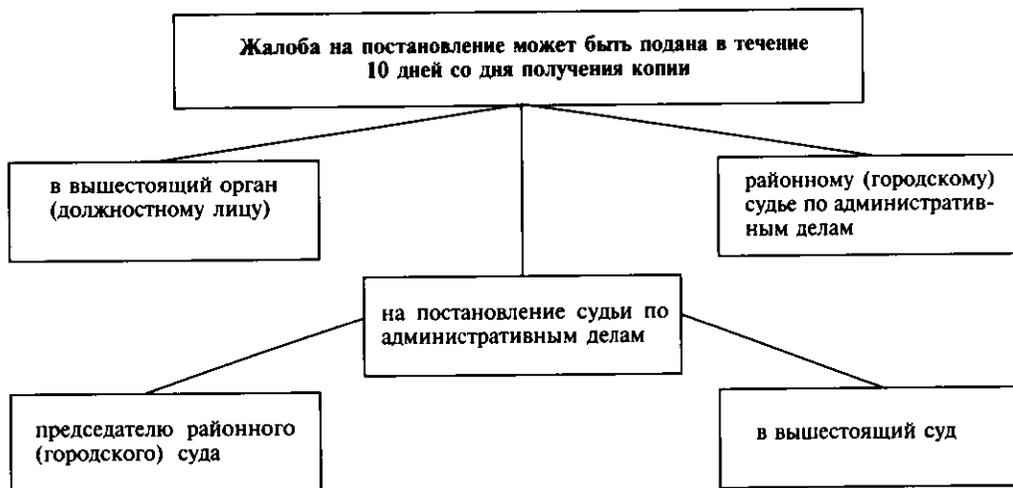 Жалоба на постановление может быть подана в течение
10 дней со дня получения копии
в вышестоящий орган
(должностному лицу)
районному (городскому)
судье по административ-
ным делам
на постановление судьи по
административным делам
председателю районного
(городского) суда
в вышестоящий суд